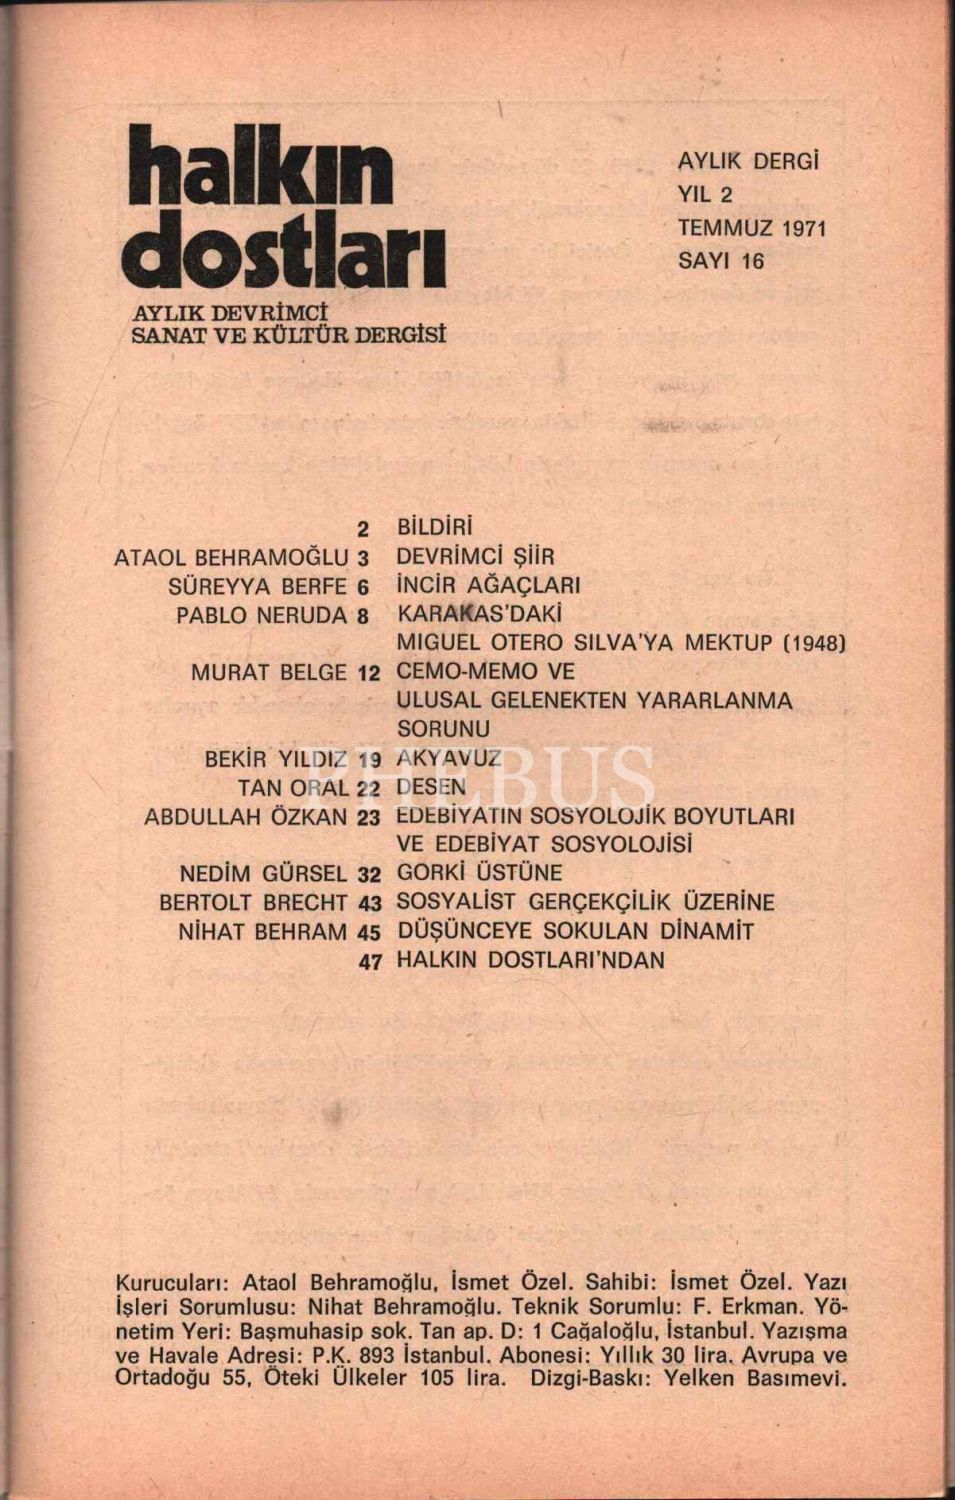 halkın
dostları
AYLIK DEVRİMCİ
SANAT VE KÜLTÜR DERGİSİ
AYLIK DERGİ
YIL 2
TEMMUZ 1971
SAYI 16
2 BİLDİRİ
ATAOL BEHRAMOĞLU 3 DEVRİMCİ ŞİİR
SÜREYYA BERFE 6 İNCİR AĞAÇLARI
PABLO NERUDA 8 KARAKAS'DAKİ
MIGUEL OTERO SILVA'YA MEKTUP (1948)
MURAT BELGE 12 CEMO-MEMO VE
ULUSAL GELENEKTEN YARARLANMA
SORUNU
BEKİR YILDIZ 19 AKYAVUZ
TAN ORAL 22 DESEN
PHEBUS
ABDULLAH ÖZKAN 23 EDEBİYATIN SOSYOLOJİK BOYUTLARI
VE EDEBİYAT SOSYOLOJİSİ
NEDİM GÜRSEL 32 GORKİ ÜSTÜNE
BERTOLT BRECHT 43 SOSYALİST GERÇEKÇİLİK ÜZERİNE
NİHAT BEHRAM 45 DÜŞÜNCEYE SOKULAN DİNAMİT
47 HALKIN DOSTLARI'NDAN
Kurucuları: Ataol Behramoğlu, İsmet Özel. Sahibi: İsmet Özel. Yazı
İşleri Sorumlusu: Nihat Behramoğlu. Teknik Sorumlu: F. Erkman. Yö-
netim Yeri: Başmuhasip sok. Tan ap. D: 1 Cağaloğlu, İstanbul. Yazışma
ve Havale Adresi: P.K. 893 İstanbul. Abonesi: Yıllık 30 lira. Avrupa ve
Ortadoğu 55, Öteki Ülkeler 105 lira. Dizgi-Baskı: Yelken Basımevi.